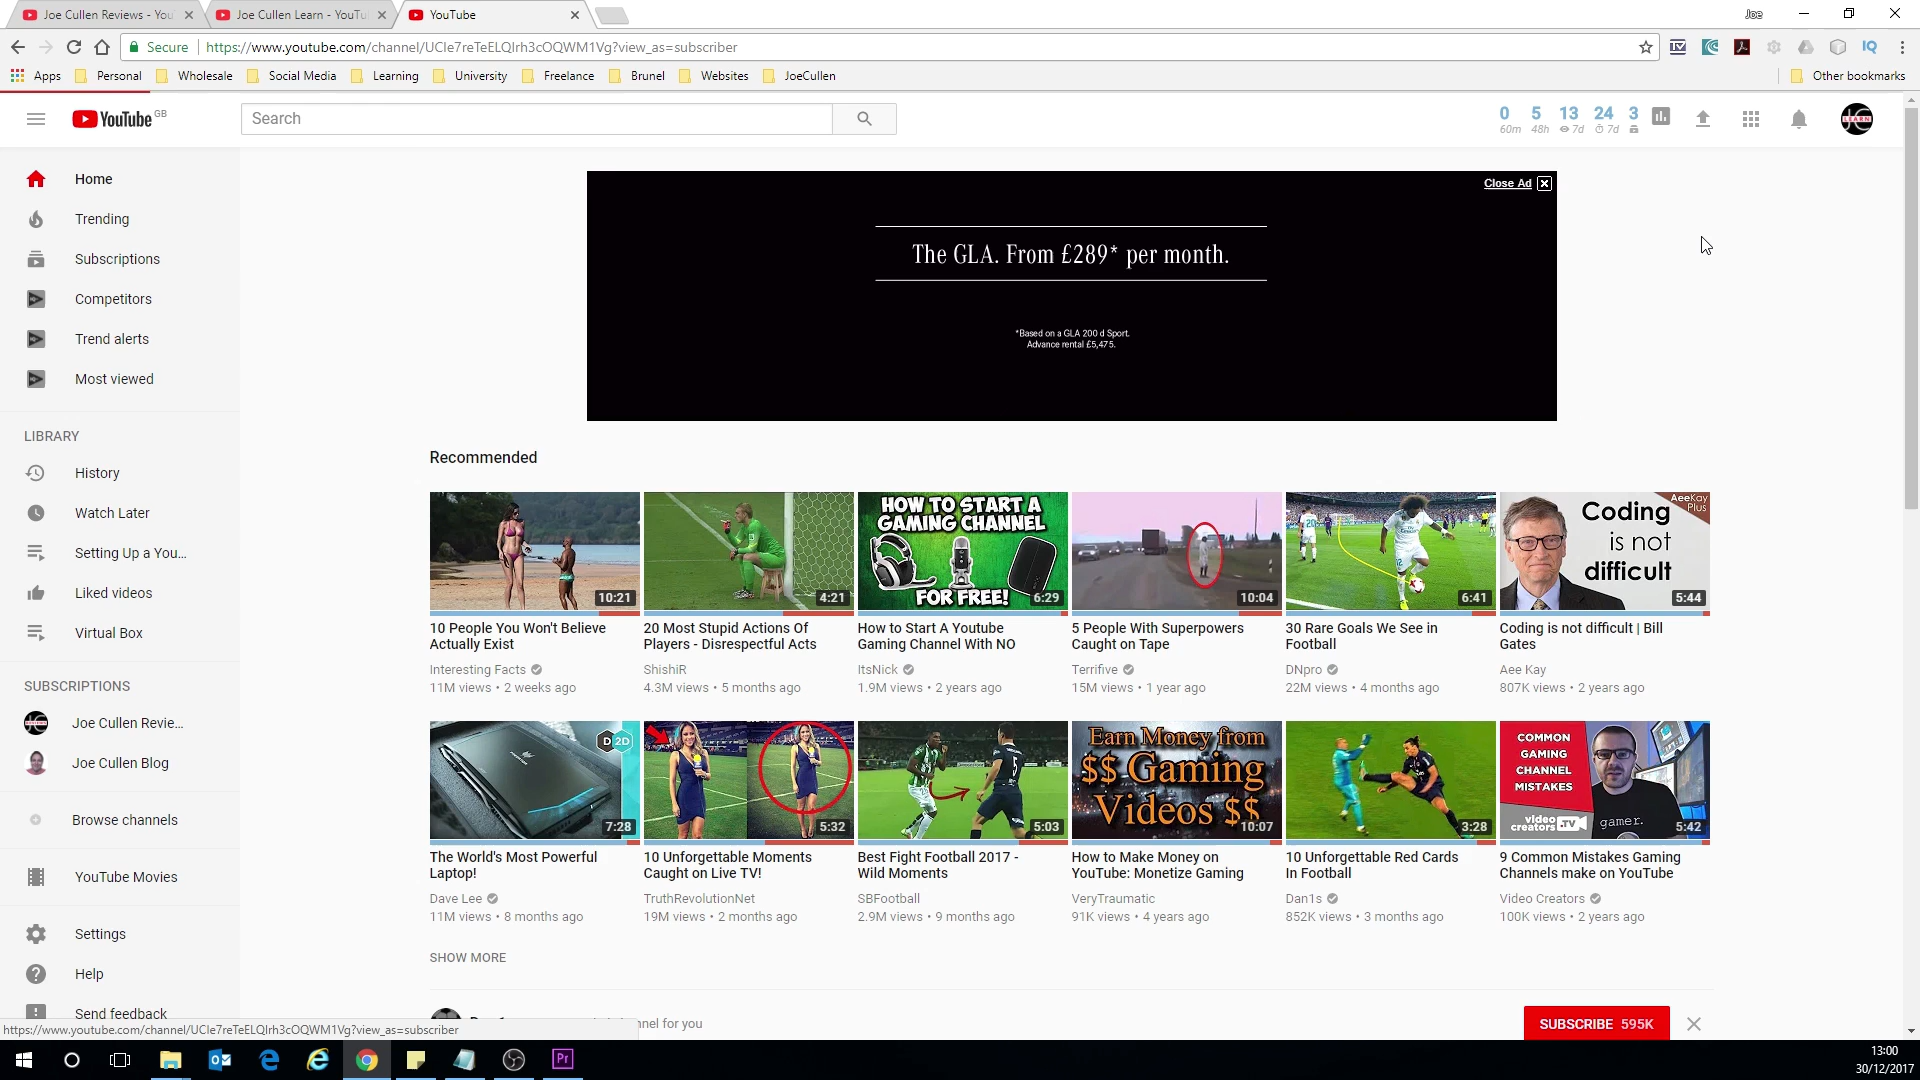 Joe Cullen Reviews - You
Joe Cullen Learn - YouTu
YouTube
Joe
Secure
https://www.youtube.com/channel/UCIe7reTeELQIrh3cOQWM1Vg?view_as=subscriber
Apps
Personal
Wholesale
Social Media
Learning
University
Freelance
Brunel
Websites
JoeCullen
Other bookmarks
YouTube GB
Search
0 5 13 24 3
60m 48h 7d 7d
LEARN
Home
Trending
Subscriptions
Competitors
Trend alerts
Most viewed
LIBRARY
History
Watch Later
Setting Up a You...
Liked videos
Virtual Box
SUBSCRIPTIONS
Joe Cullen Revie...
Joe Cullen Blog
Browse channels
YouTube Movies
Settings
Help
Send feedback
Close Ad
The GLA. From £289* per month.
*Based on a GLA 200 d Sport.
Advance rental £5,475.
Recommended
10:21
10 People You Won't Believe
Actually Exist
Interesting Facts
11M views • 2 weeks ago
4:21
20 Most Stupid Actions Of
Players - Disrespectful Acts
ShishiR
4.3M views • 5 months ago
HOW TO START A
GAMING CHANNEL
FOR FREE!
6:29
How to Start A Youtube
Gaming Channel With NO
ItsNick
1.9M views • 2 years ago
10:04
5 People With Superpowers
Caught on Tape
Terrifive
15M views • 1 year ago
6:41
30 Rare Goals We See in
Football
DNpro
22M views • 4 months ago
AeeKay
Plus
Coding
is not
difficult
5:44
Coding is not difficult | Bill
Gates
Aee Kay
807K views • 2 years ago
D2D
7:28
The World's Most Powerful
Laptop!
Dave Lee
11M views • 8 months ago
5:32
10 Unforgettable Moments
Caught on Live TV!
TruthRevolutionNet
19M views • 2 months ago
5
5:03
Best Fight Football 2017 -
Wild Moments
SBFootball
2.9M views • 9 months ago
Earn Money from
$$ Gaming
Videos $$
10:07
How to Make Money on
YouTube: Monetize Gaming
VeryTraumatic
91K views • 4 years ago
3:28
10 Unforgettable Red Cards
In Football
Dan1s
852K views • 3 months ago
COMMON
GAMING
CHANNEL
MISTAKES
video
creators.TV
gamer.
5:42
9 Common Mistakes Gaming
Channels make on YouTube
Video Creators
100K views • 2 years ago
SHOW MORE
for you
SUBSCRIBE 595K
https://www.youtube.com/channel/UCIe7reTeELQIrh3cOQWM1Vg?view_as=subscriber
Pr
13:00
30/12/2017